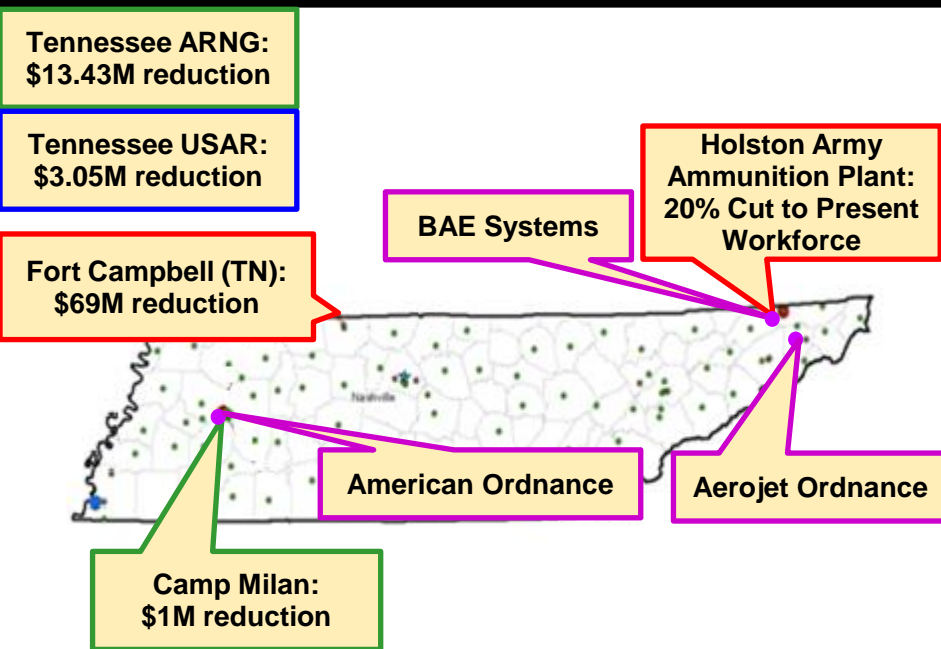 Tennessee ARNG:
$13.43M reduction
Tennessee USAR:
$3.05M reduction
Holston Army
Ammunition Plant:
20% Cut to Present
Workforce
BAE Systems
Fort Campbell (TN):
$69M reduction
Nashville
American Ordnance
Aerojet Ordnance
Camp Milan:
$1M reduction